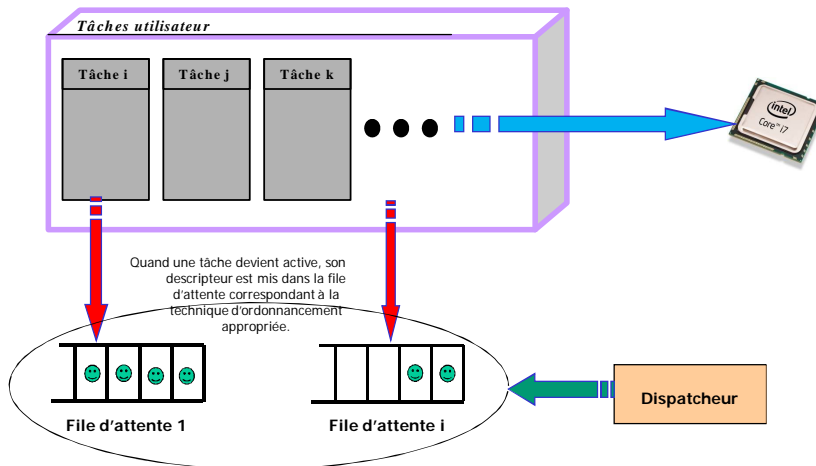 Tâches utilisateur
Tâche i
Tâche j
Tâche k
intel
Core™ i7
Quand une tâche devient active, son
descripteur est mis dans la file
d'attente correspondant à la
technique d'ordonnancement
appropriée.
File d'attente 1
File d'attente i
Dispatcheur